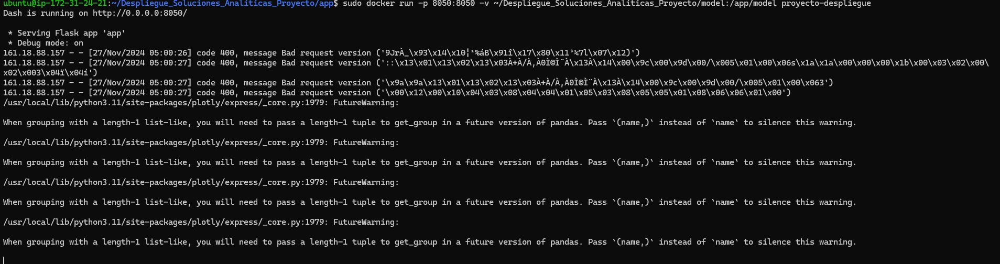 ubuntu@ip-172-31-24-21:~/Despliegue_Soluciones_Analiticas_Proyecto/app$ sudo docker run -p 8050:8050 -v ~/Despliegue_Soluciones_Analiticas_Proyecto/model:/app/model proyecto-despliegue
Dash is running on http://0.0.0.0:8050/
* Serving Flask app 'app'
* Debug mode: on
161.18.88.157 - - [27/Nov/2024 05:00:26] code 400, message Bad request version ('9JrÀ_\x93\x14\x10¦¹%áB\x91î\x17\x80\x11³¾7l\x07\x12)')
161.18.88.157 - - [27/Nov/2024 05:00:27] code 400, message Bad request version ('::\x13\x01\x13\x02\x13\x03À+À/À,À0Ì©Ì¨À\x13À\x14\x00\x9c\x00\x9d\x00/\x005\x01\x00\x06s\x1a\x1a\x00\x00\x00\x1b\x00\x03\x02\x00\
x02\x003\x04ï\x04í')
161.18.88.157 - - [27/Nov/2024 05:00:27] code 400, message Bad request version ('\x9a\x9a\x13\x01\x13\x02\x13\x03À+À/À,À0Ì©Ì¨À\x13À\x14\x00\x9c\x00\x9d\x00/\x005\x01\x00\x063')
161.18.88.157 - - [27/Nov/2024 05:00:27] code 400, message Bad request version ('\x00\x12\x00\x10\x04\x03\x08\x04\x04\x01\x05\x03\x08\x05\x05\x01\x08\x06\x06\x01\x00')
/usr/local/lib/python3.11/site-packages/plotly/express/_core.py:1979: FutureWarning:
When grouping with a length-1 list-like, you will need to pass a length-1 tuple to get_group in a future version of pandas. Pass `(name,)` instead of `name` to silence this warning.
/usr/local/lib/python3.11/site-packages/plotly/express/_core.py:1979: FutureWarning:
When grouping with a length-1 list-like, you will need to pass a length-1 tuple to get_group in a future version of pandas. Pass `(name,)` instead of `name` to silence this warning.
/usr/local/lib/python3.11/site-packages/plotly/express/_core.py:1979: FutureWarning:
When grouping with a length-1 list-like, you will need to pass a length-1 tuple to get_group in a future version of pandas. Pass `(name,)` instead of `name` to silence this warning.
/usr/local/lib/python3.11/site-packages/plotly/express/_core.py:1979: FutureWarning:
When grouping with a length-1 list-like, you will need to pass a length-1 tuple to get_group in a future version of pandas. Pass `(name,)` instead of `name` to silence this warning.